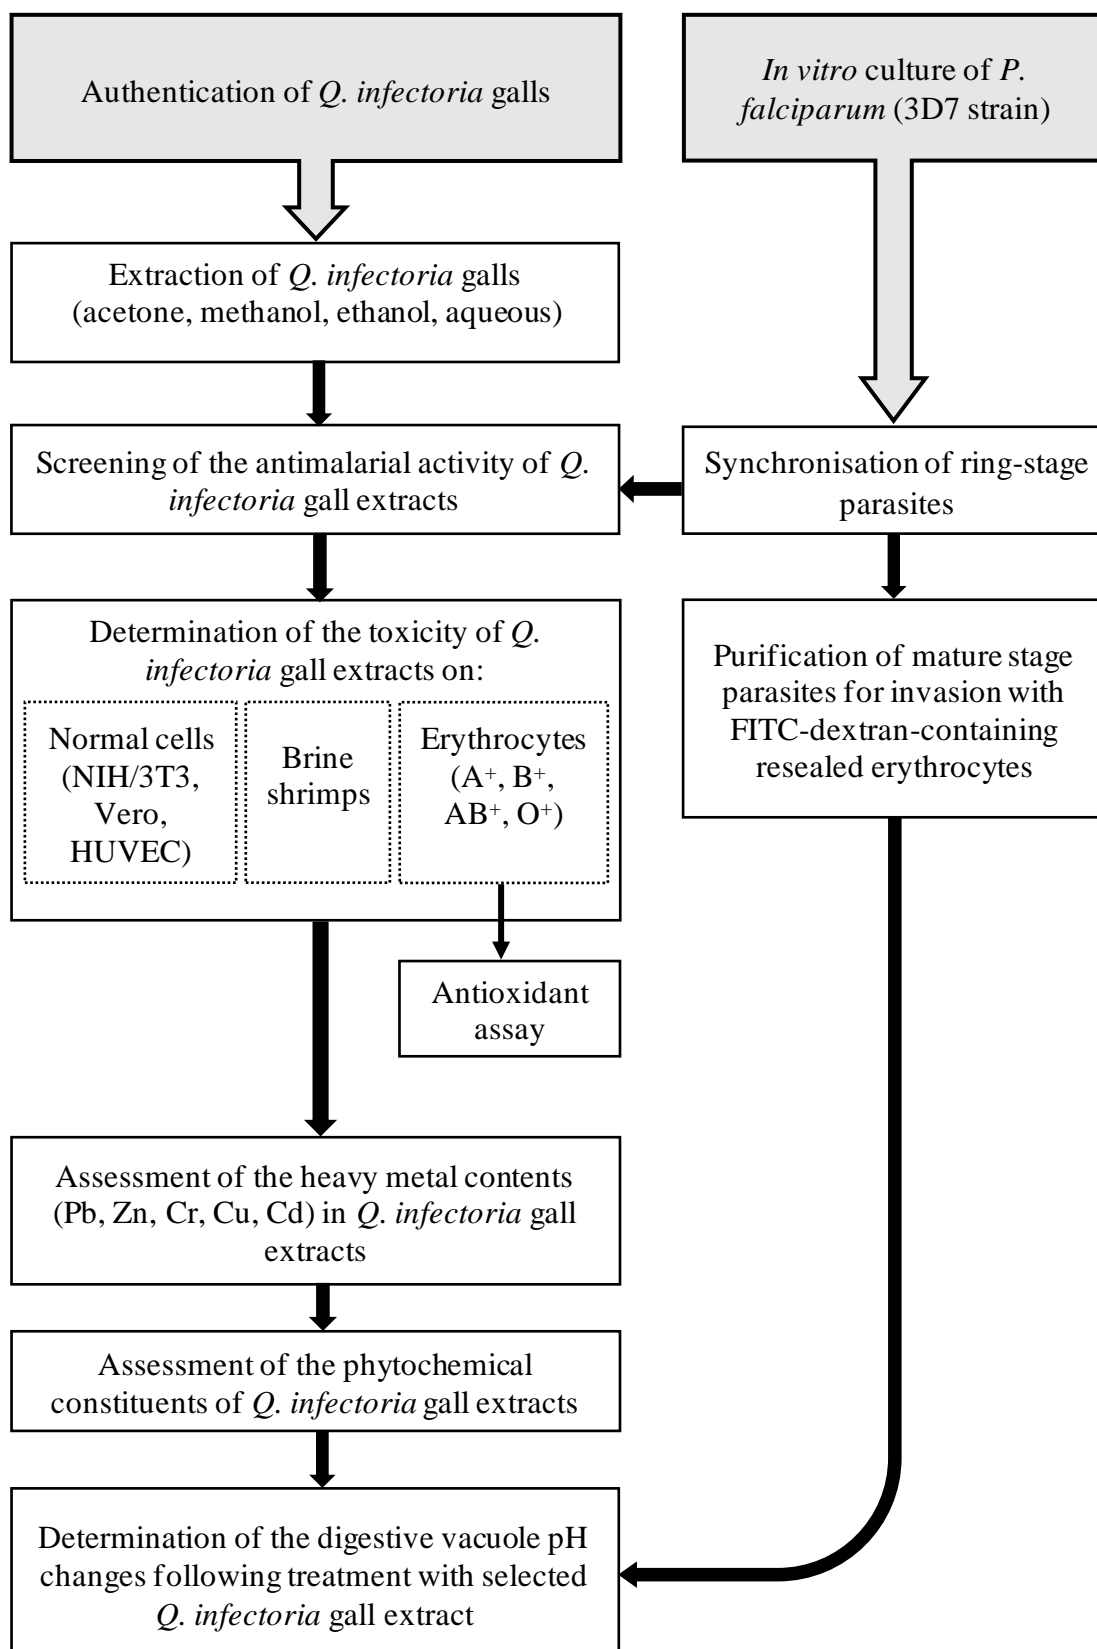 Authentication of Q. infectoria galls
In vitro culture of P.
falciparum (3D7 strain)
Extraction of Q. infectoria galls
(acetone, methanol, ethanol, aqueous)
Screening of the antimalarial activity of Q.
infectoria gall extracts
Synchronisation of ring-stage
parasites
Determination of the toxicity of Q.
infectoria gall extracts on:
Normal cells
(NIH/3T3,
Vero,
HUVEC)
Brine
shrimps
Erythrocytes
(A⁺, B⁺,
AB⁺, O⁺)
Purification of mature stage
parasites for invasion with
FITC-dextran-containing
resealed erythrocytes
Antioxidant
assay
Assessment of the heavy metal contents
(Pb, Zn, Cr, Cu, Cd) in Q. infectoria gall
extracts
Assessment of the phytochemical
constituents of Q. infectoria gall extracts
Determination of the digestive vacuole pH
changes following treatment with selected
Q. infectoria gall extract